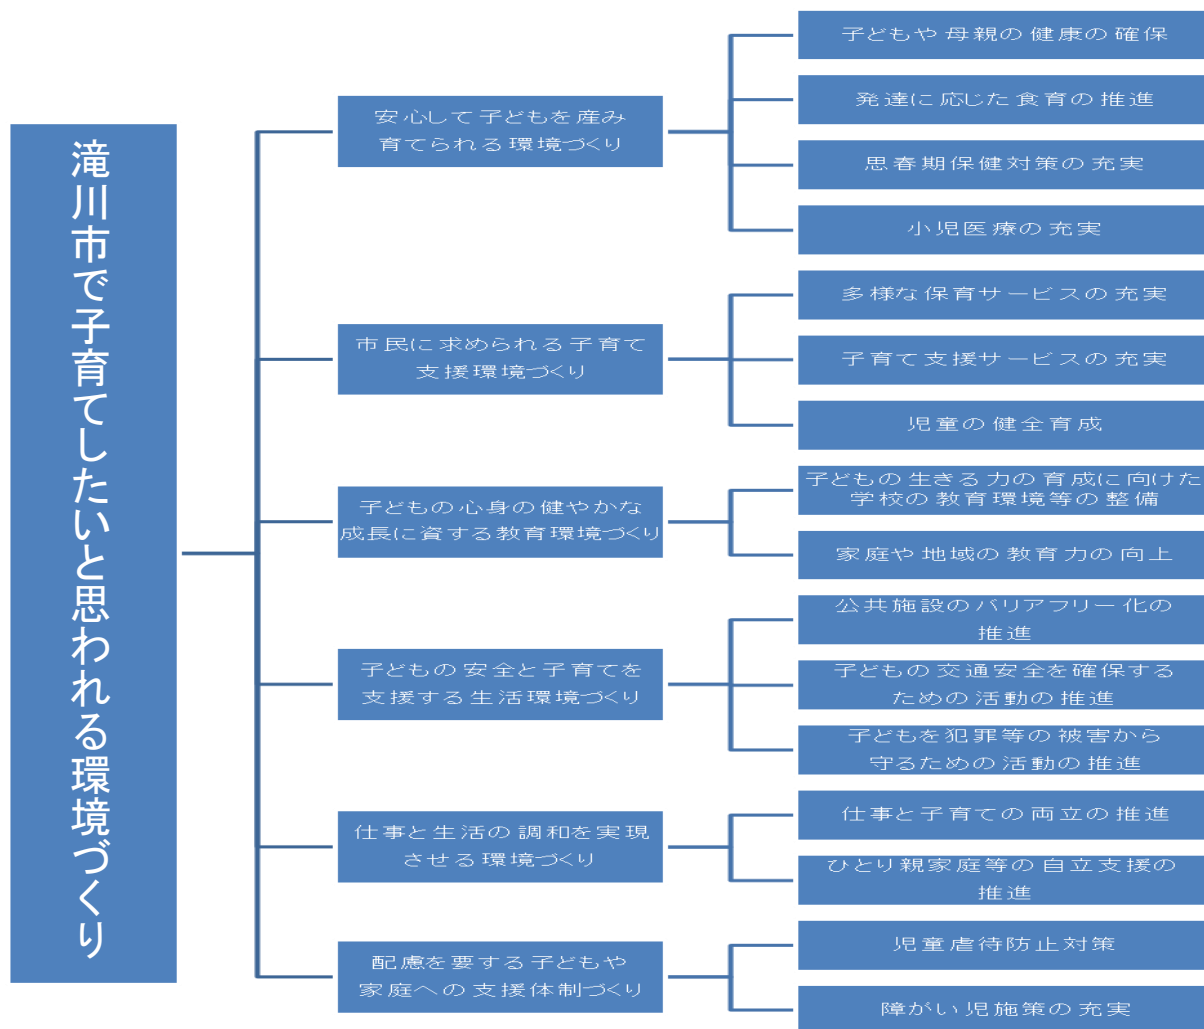 滝川市で子育てしたいと思われる環境づくり
安心して子どもを産み
育てられる環境づくり
子どもや母親の健康の確保
発達に応じた食育の推進
思春期保健対策の充実
小児医療の充実
市民に求められる子育て
支援環境づくり
多様な保育サービスの充実
子育て支援サービスの充実
児童の健全育成
子どもの心身の健やかな
成長に資する教育環境づくり
子どもの生きる力の育成に向けた
学校の教育環境等の整備
家庭や地域の教育力の向上
子どもの安全と子育てを
支援する生活環境づくり
公共施設のバリアフリー化の
推進
子どもの交通安全を確保する
ための活動の推進
子どもを犯罪等の被害から
守るための活動の推進
仕事と生活の調和を実現
させる環境づくり
仕事と子育ての両立の推進
ひとり親家庭等の自立支援の
推進
配慮を要する子どもや
家庭への支援体制づくり
児童虐待防止対策
障がい児施策の充実